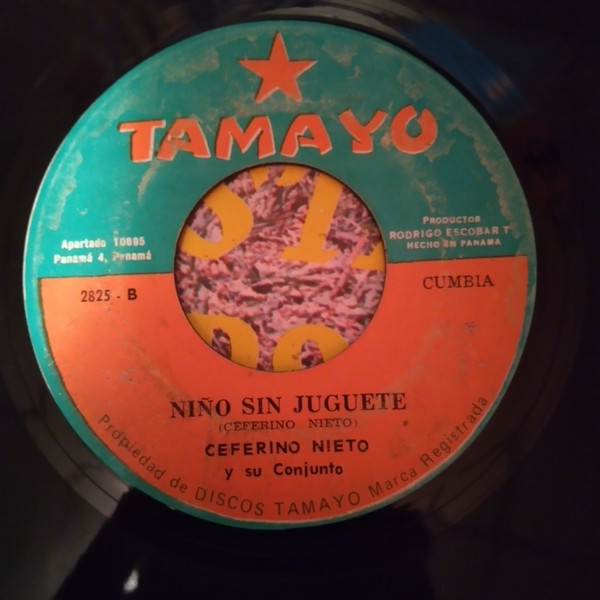 TAMAYO
Apartado 10895
Panamá 4, Panamá
PRODUCTOR
RODRIGO ESCOBAR T
HECHO EN PANAMA
2825 - B
CUMBIA
NIÑO SIN JUGUETE
(CEFERINO NIETO)
CEFERINO NIETO
y su Conjunto
Propiedad de DISCOS TAMAYO Marca Registrada